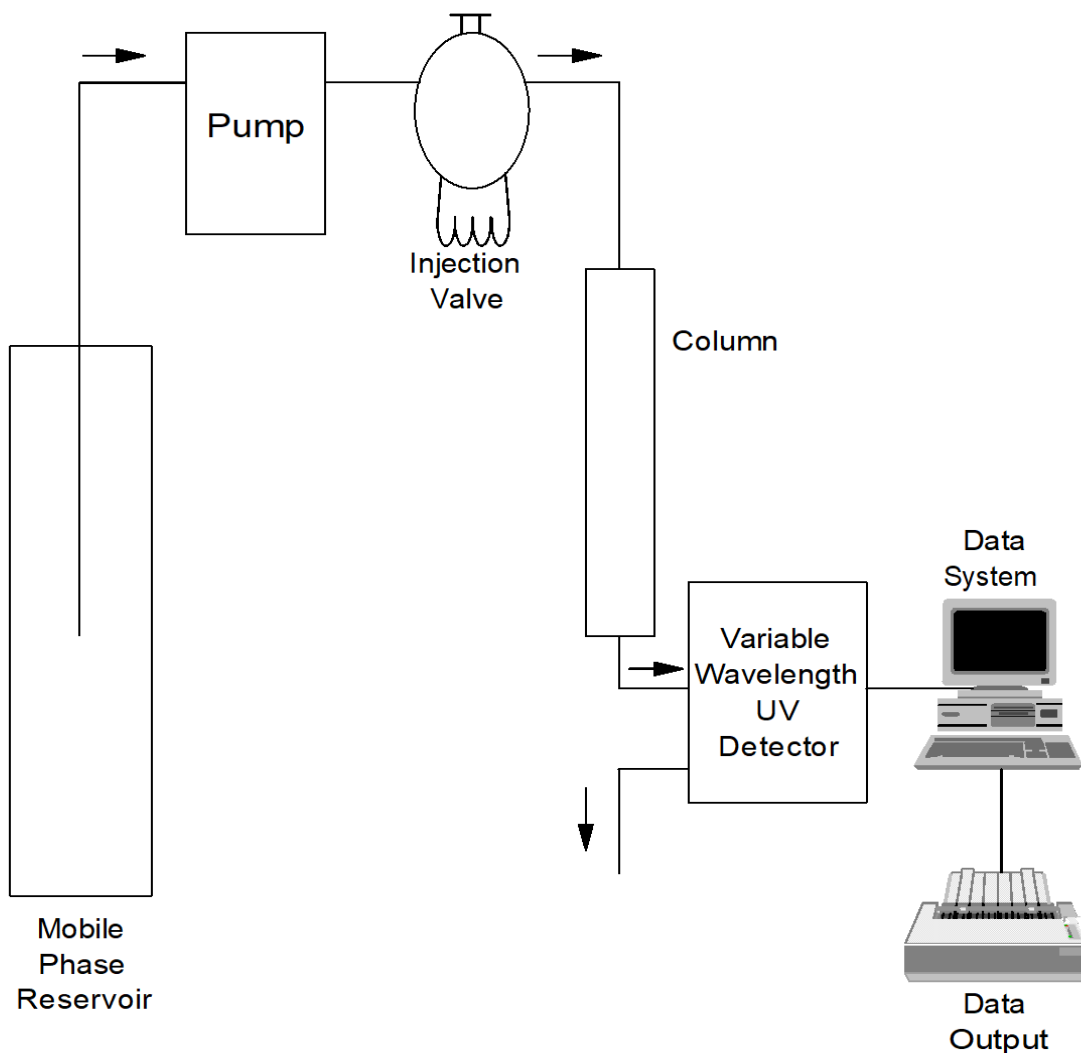 Pump
Injection
Valve
Column
Mobile
Phase
Reservoir
Variable
Wavelength
UV
Detector
Data
System
Data
Output